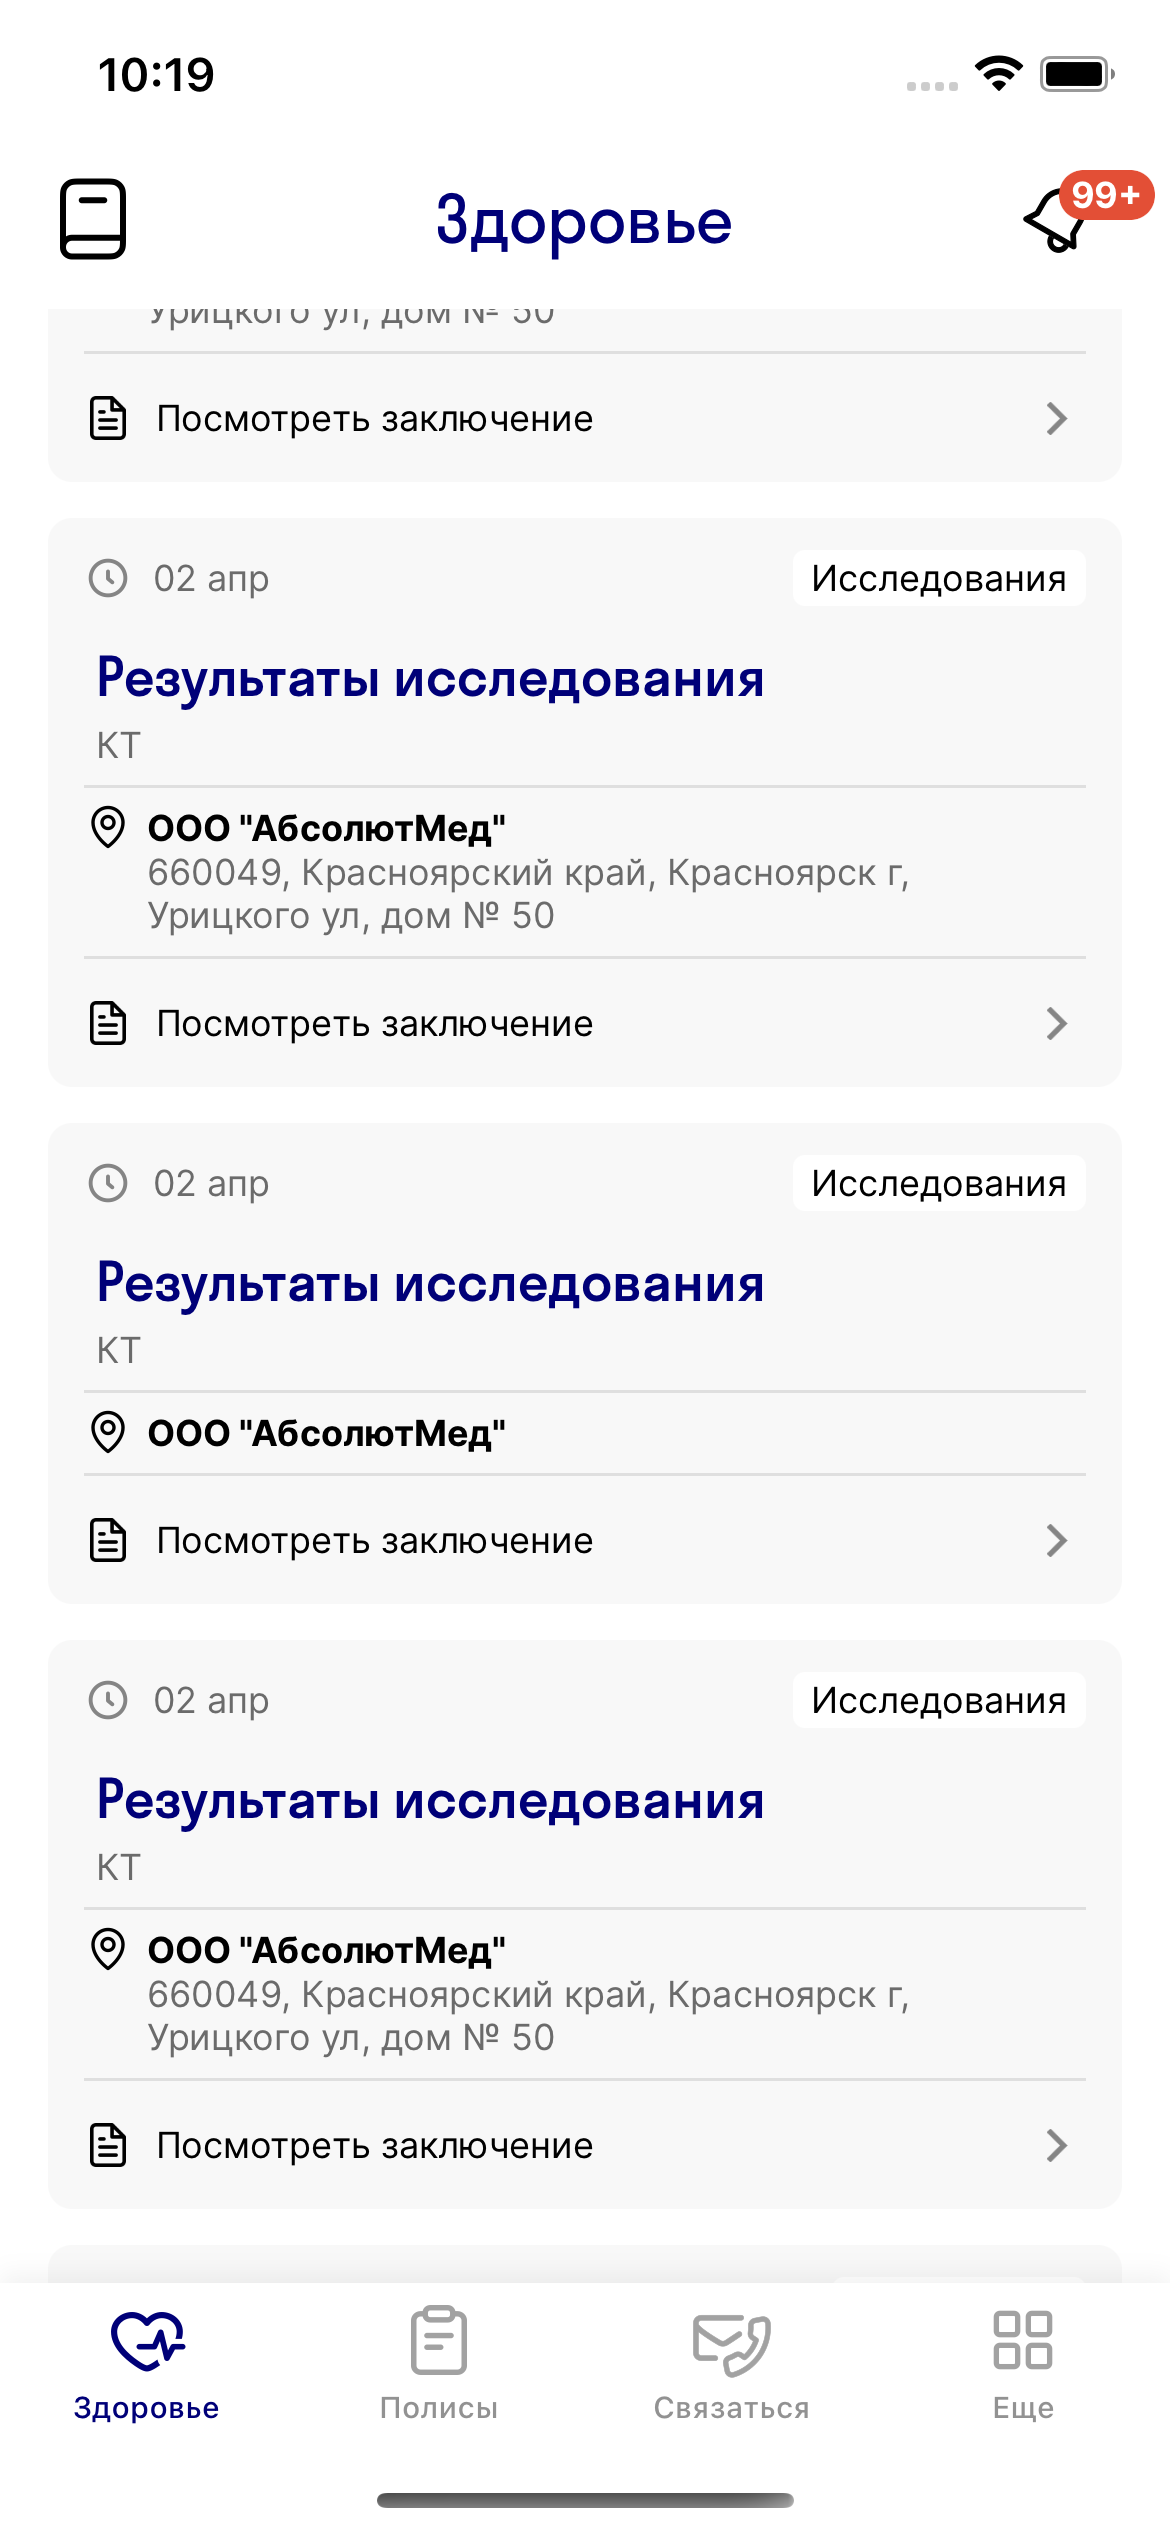 10:19
Здоровье
99+
Урицкого ул, дом № 50
Посмотреть заключение
02 апр
Исследования
Результаты исследования
КТ
ООО "АбсолютМед"
660049, Красноярский край, Красноярск г,
Урицкого ул, дом № 50
Посмотреть заключение
02 апр
Исследования
Результаты исследования
КТ
ООО "АбсолютМед"
Посмотреть заключение
02 апр
Исследования
Результаты исследования
КТ
ООО "АбсолютМед"
660049, Красноярский край, Красноярск г,
Урицкого ул, дом № 50
Посмотреть заключение
Здоровье
Полисы
Связаться
Еще